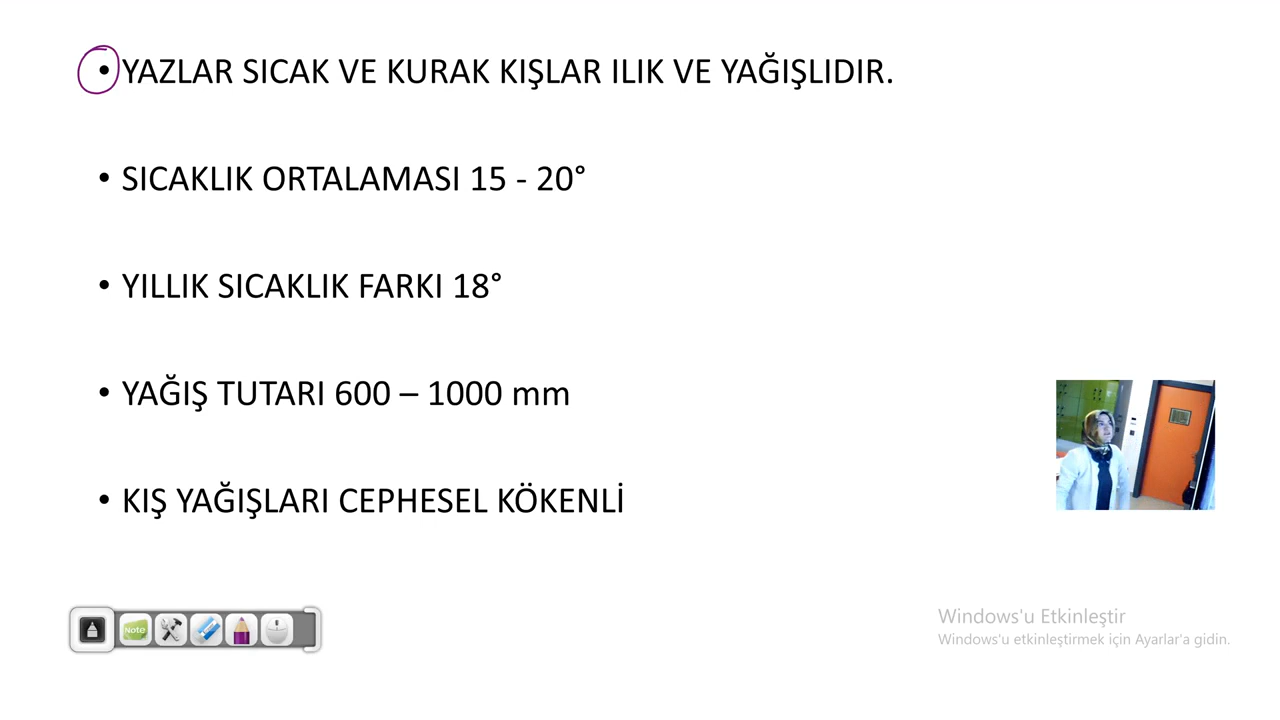 • YAZLAR SICAK VE KURAK KIŞLAR ILIK VE YAĞIŞLIDIR.
• SICAKLIK ORTALAMASI 15 - 20°
• YILLIK SICAKLIK FARKI 18°
• YAĞIŞ TUTARI 600 – 1000 mm
• KIŞ YAĞIŞLARI CEPHESEL KÖKENLİ
Note
Windows'u Etkinleştir
Windows'u etkinleştirmek için Ayarlar'a gidin.